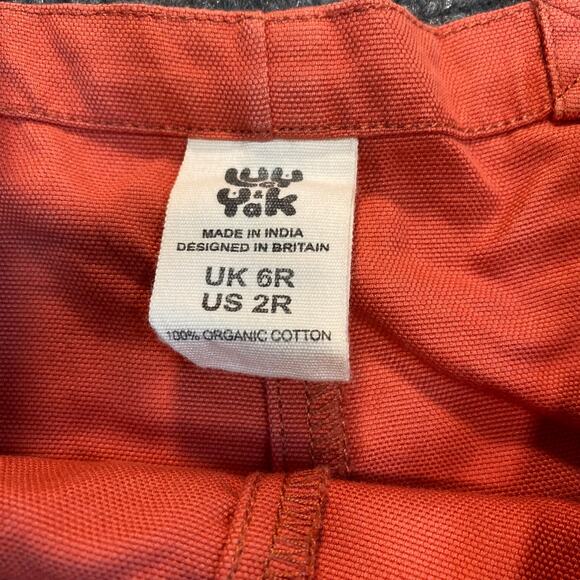 Lucy
& Yak
MADE IN INDIA
DESIGNED IN BRITAIN
UK 6R
US 2R
100% ORGANIC COTTON